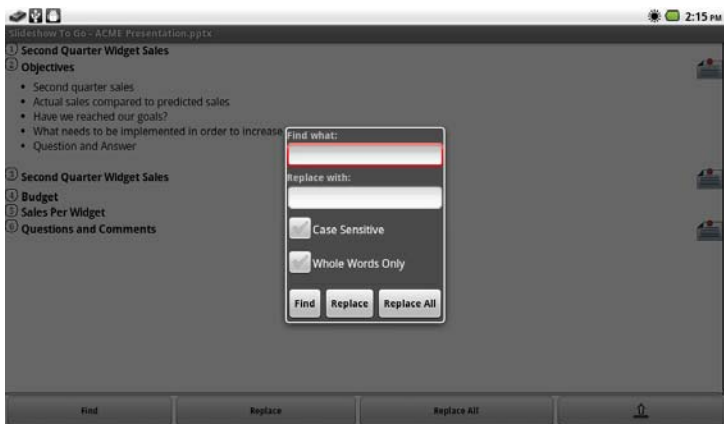 2:15 PM
Slideshow To Go - ACME Presentation.pptx
1 Second Quarter Widget Sales
2 Objectives
• Second quarter sales
• Actual sales compared to predicted sales
• Have we reached our goals?
• What needs to be implemented in order to increase
• Question and Answer
3 Second Quarter Widget Sales
4 Budget
5 Sales Per Widget
6 Questions and Comments
Find what:
Replace with:
Case Sensitive
Whole Words Only
Find Replace Replace All
Find Replace Replace All